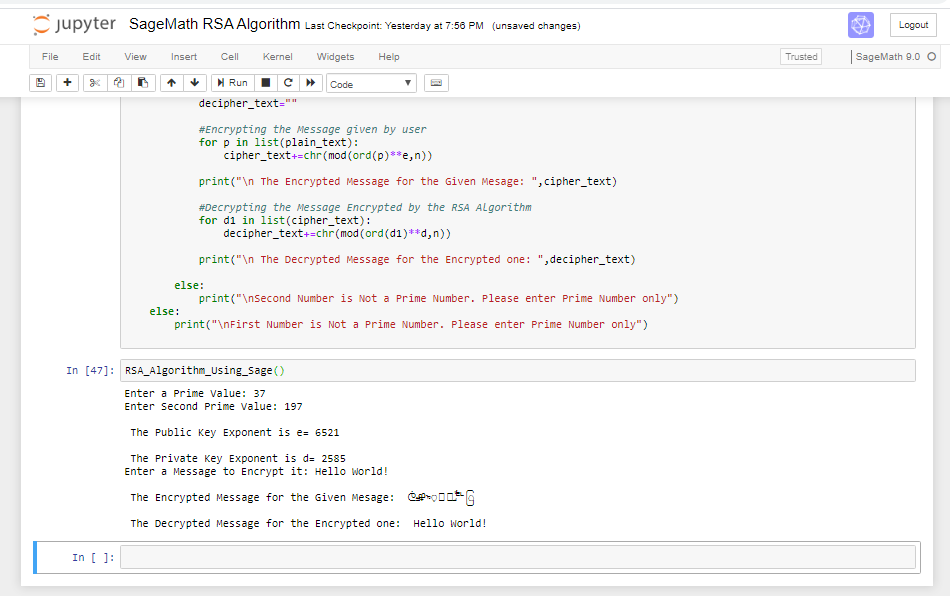 jupyter SageMath RSA Algorithm Last Checkpoint: Yesterday at 7:56 PM (unsaved changes) Logout
File Edit View Insert Cell Kernel Widgets Help Trusted SageMath 9.0
Run Code
decipher_text=""
#Encrypting the Message given by user
for p in list(plain_text):
cipher_text+=chr(mod(ord(p)**e,n))
print("\n The Encrypted Message for the Given Mesage: ",cipher_text)
#Decrypting the Message Encrypted by the RSA ALgorithm
for d1 in list(cipher_text):
decipher_text+=chr(mod(ord(d1)**d,n))
print("\n The Decrypted Message for the Encrypted one: ",decipher_text)
else:
print("\nSecond Number is Not a Prime Number. Please enter Prime Number only")
else:
print("\nFirst Number is Not a Prime Number. Please enter Prime Number only")
In [47]: RSA_Algorithm_Using_Sage()
Enter a Prime Value: 37
Enter Second Prime Value: 197
The Public Key Exponent is e= 6521
The Private Key Exponent is d= 2585
Enter a Message to Encrypt it: Hello World!
The Encrypted Message for the Given Mesage:
The Decrypted Message for the Encrypted one: Hello World!
In [ ]: